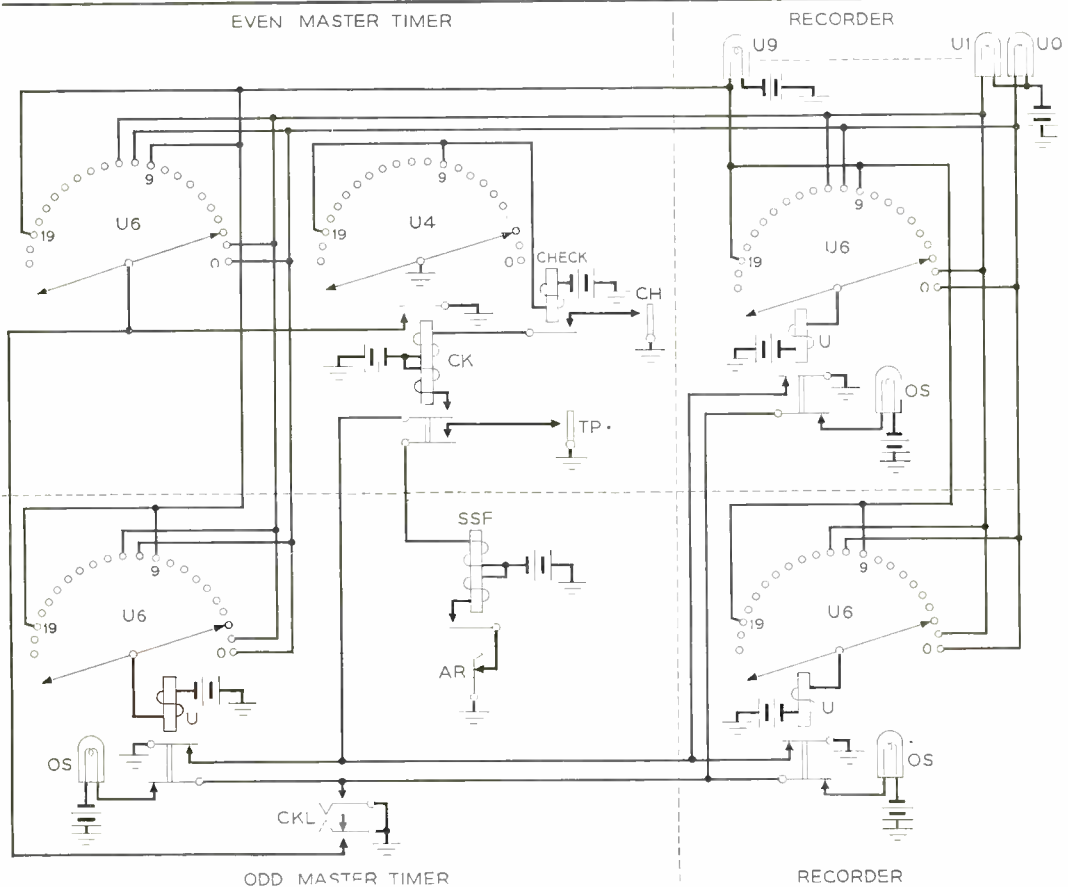 EVEN MASTER TIMER
RECORDER
U9
U1
U0
9
19
U6
0
9
19
U4
0
CHECK
CH
CK
TP
9
19
U6
0
U
OS
SSF
AR
9
19
U6
0
U
OS
9
19
U6
0
U
OS
CKL
ODD MASTER TIMER
RECORDER